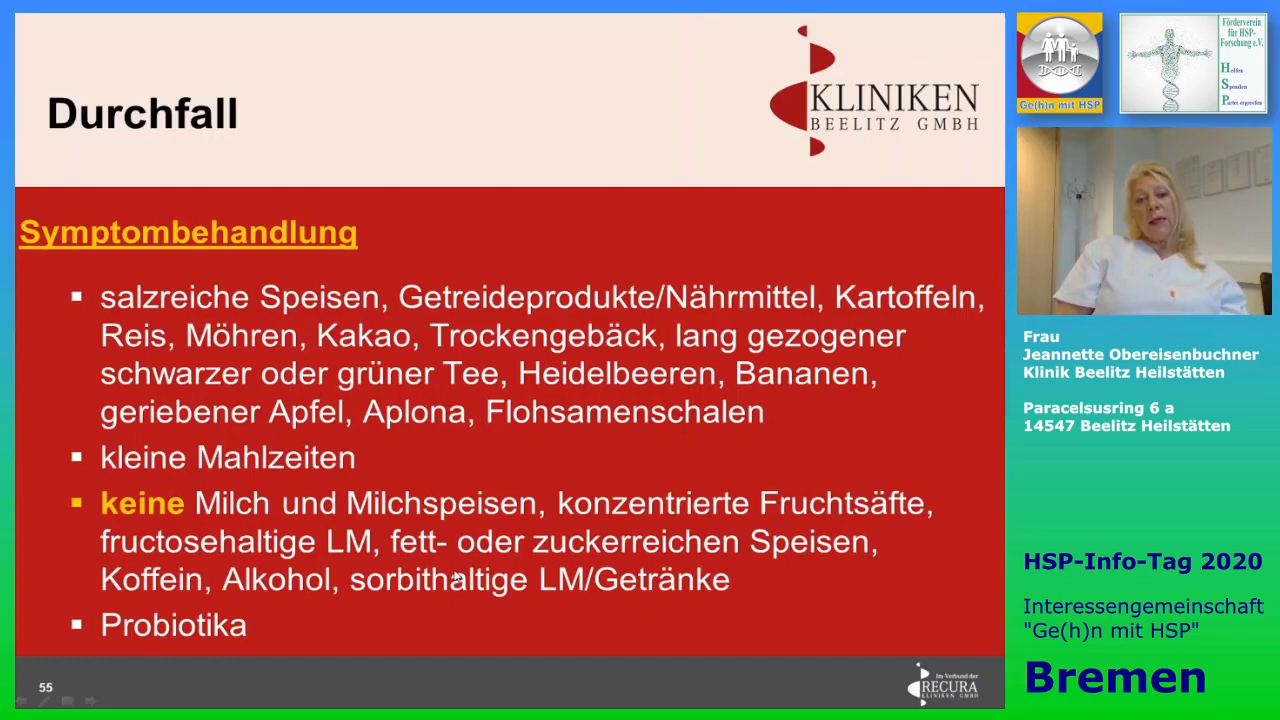 Durchfall
KLINIKEN
BEELITZ GMBH
Symptombehandlung
▪ salzreiche Speisen, Getreideprodukte/Nährmittel, Kartoffeln,
Reis, Möhren, Kakao, Trockengebäck, lang gezogener
schwarzer oder grüner Tee, Heidelbeeren, Bananen,
geriebener Apfel, Aplona, Flohsamenschalen
▪ kleine Mahlzeiten
▪ keine Milch und Milchspeisen, konzentrierte Fruchtsäfte,
fructosehaltige LM, fett- oder zuckerreichen Speisen,
Koffein, Alkohol, sorbithaltige LM/Getränke
▪ Probiotika
55
Im Verbund der
RECURA
KLINIKEN GMBH
Ge(h)n mit HSP
Förderverein
für HSP-
Forschung e.V.
Helfen
Spenden
Partei ergreifen
Frau
Jeannette Obereisenbuchner
Klinik Beelitz Heilstätten
Paracelsusring 6 a
14547 Beelitz Heilstätten
HSP-Info-Tag 2020
Interessengemeinschaft
"Ge(h)n mit HSP"
Bremen